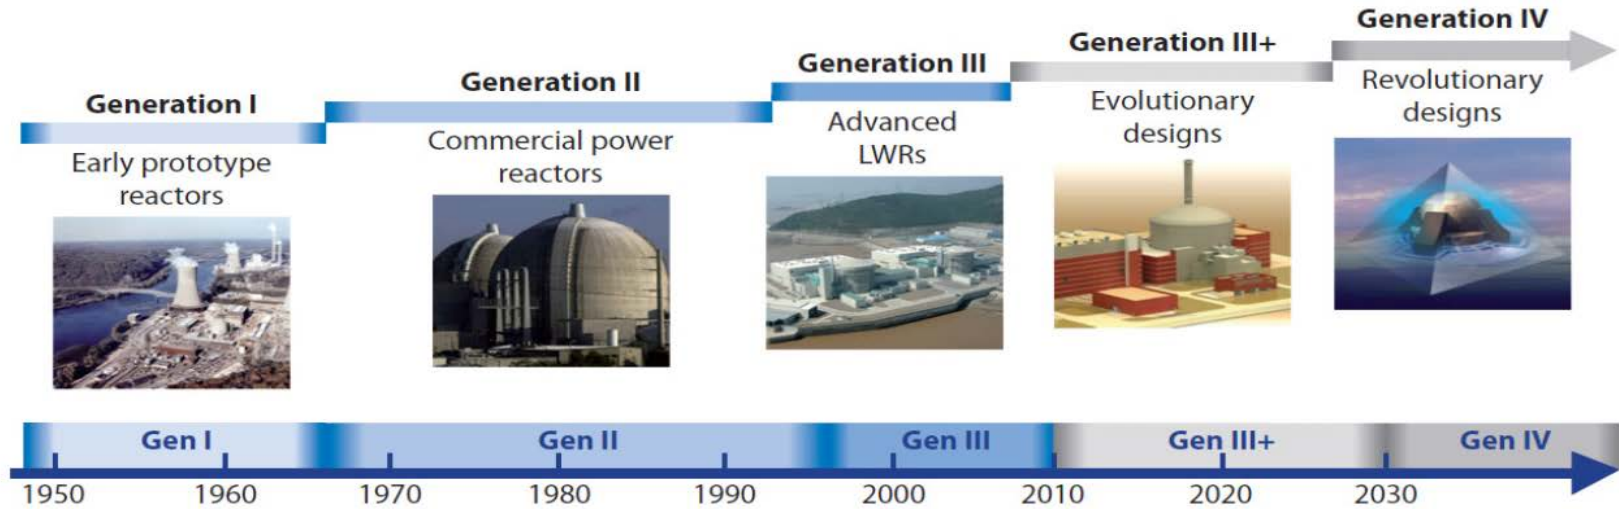 Generation I
Early prototype
reactors
Generation II
Commercial power
reactors
Generation III
Advanced
LWRs
Generation III+
Evolutionary
designs
Generation IV
Revolutionary
designs
Gen I
Gen II
Gen III
Gen III+
Gen IV
1950
1960
1970
1980
1990
2000
2010
2020
2030